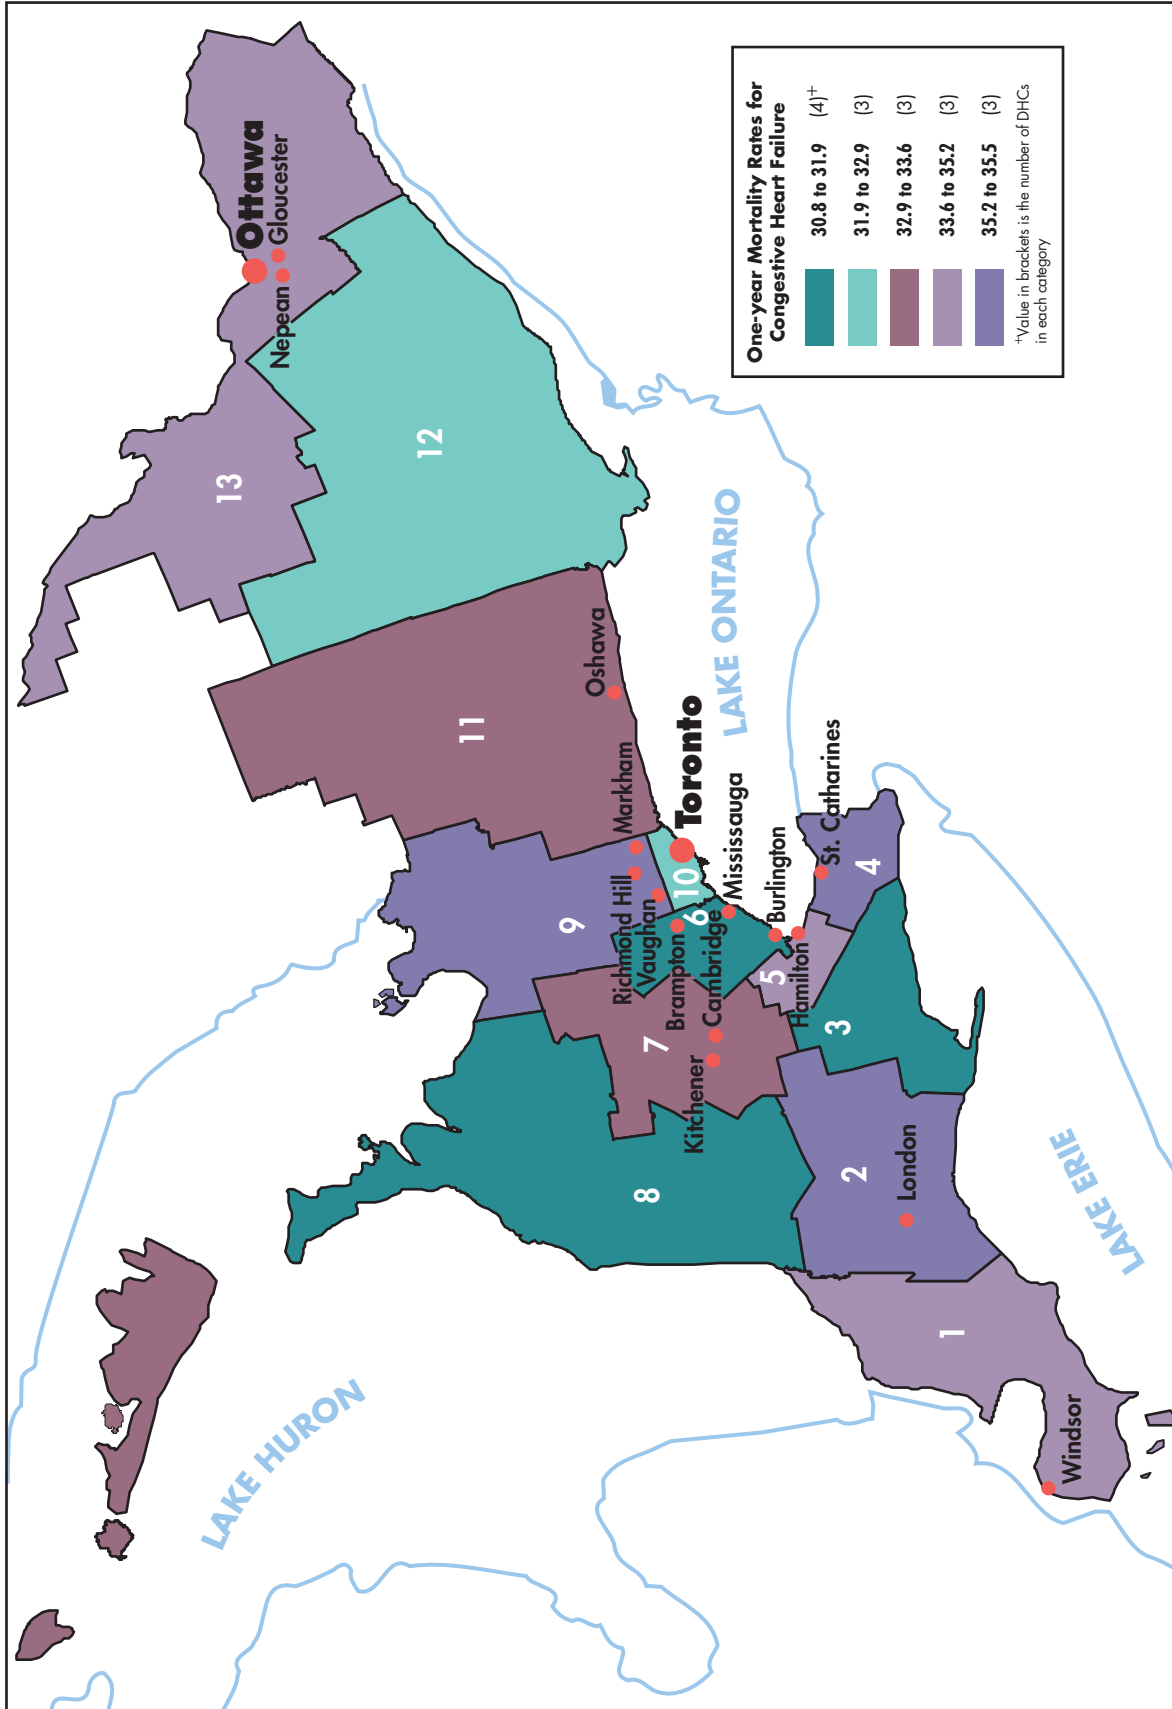 One-year Mortality Rates for
Congestive Heart Failure
30.8 to 31.9 (4)+
31.9 to 32.9 (3)
32.9 to 33.6 (3)
33.6 to 35.2 (3)
35.2 to 35.5 (3)
+Value in brackets is the number of DHCs
in each category
Ottawa
Gloucester
Nepean
13
12
11
Oshawa
LAKE ONTARIO
Markham
Toronto
Richmond Hill
Vaughan
9
10
6
Brampton
Mississauga
Cambridge
Burlington
St. Catharines
Hamilton
5
4
3
7
Kitchener
8
2
London
LAKE ERIE
1
Windsor
LAKE HURON